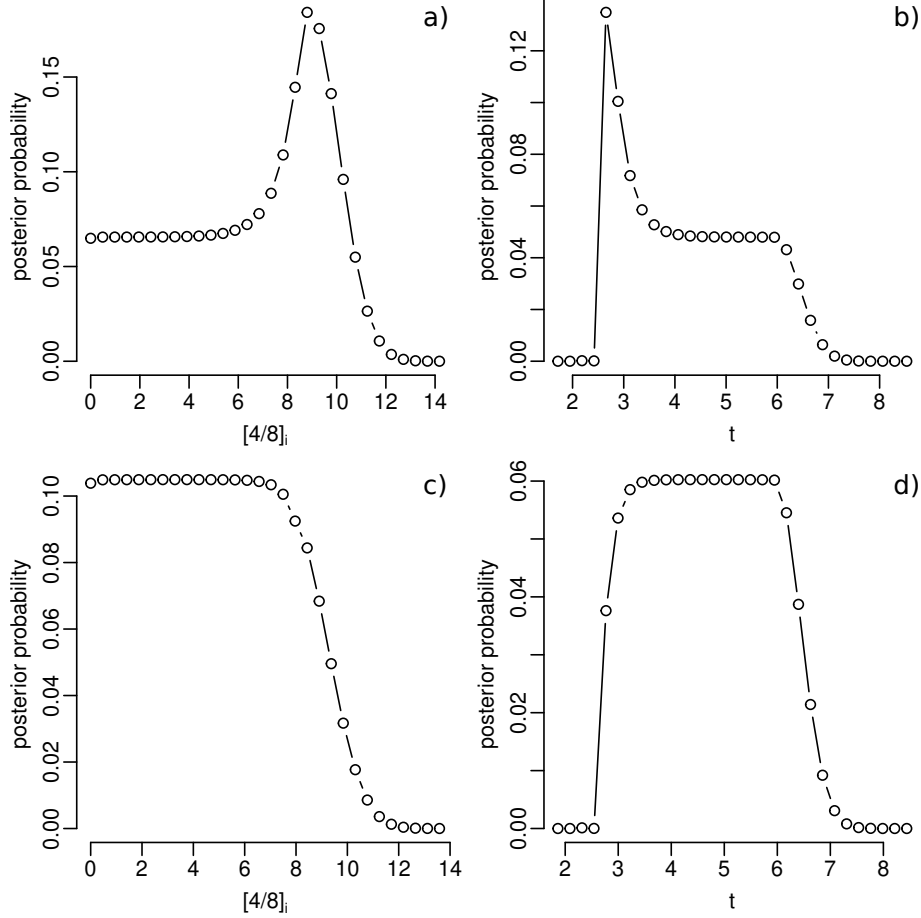 a)
posterior probability
0.00 0.05 0.10 0.15
0 2 4 6 8 10 12 14
[4/8]i
b)
posterior probability
0.00 0.04 0.08 0.12
2 3 4 5 6 7 8
t
c)
posterior probability
0.00 0.02 0.04 0.06 0.08 0.10
0 2 4 6 8 10 12 14
[4/8]i
d)
posterior probability
0.00 0.02 0.04 0.06
2 3 4 5 6 7 8
t